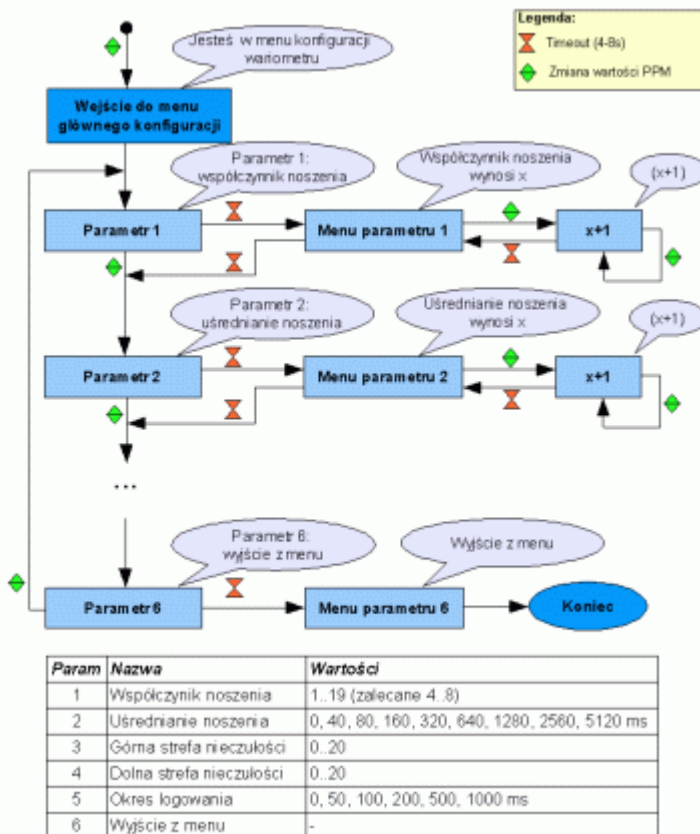 Legenda:
Timeout (4-8s)
Zmiana wartości PPM
Jesteś w menu konfiguracji
wariometru
Wejście do menu
głównego konfiguracji
Parametr 1:
współczynnik noszenia
Współczynnik noszenia
wynosi x
(x+1)
Parametr 1
Menu parametru 1
x+1
Parametr 2:
uśrednianie noszenia
Uśrednianie noszenia
wynosi x
(x+1)
Parametr 2
Menu parametru 2
x+1
...
Parametr 6:
wyjście z menu
Wyjście z menu
Parametr 6
Menu parametru 6
Koniec
Param Nazwa Wartości
1 Współczynik noszenia 1..19 (zalecane 4..8)
2 Uśrednianie noszenia 0, 40, 80, 160, 320, 640, 1280, 2560, 5120 ms
3 Górna strefa nieczułości 0..20
4 Dolna strefa nieczułości 0..20
5 Okres logowania 0, 50, 100, 200, 500, 1000 ms
6 Wyjście z menu -